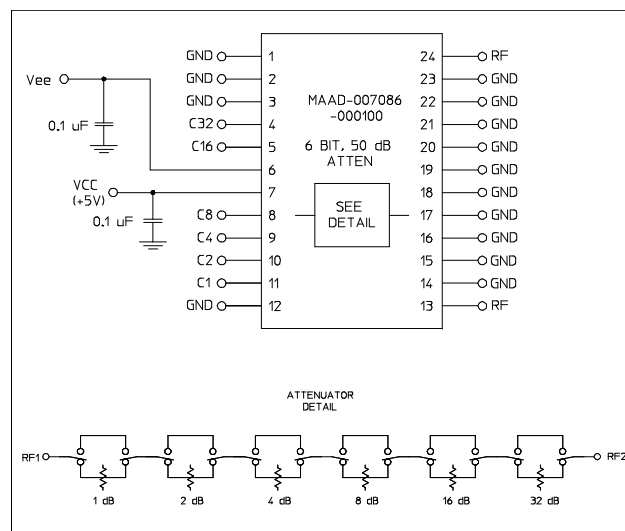 GND 1 24 RF
GND 2 23 GND
Vee
GND 3 MAAD-007086 22 GND
-000100
0.1 uF C32 4 21 GND
C16 5 6 BIT, 50 dB 20 GND
ATTEN
6 19 GND
VCC 7 18 GND
(+5V)
SEE
0.1 uF C8 8 DETAIL 17 GND
C4 9 16 GND
C2 10 15 GND
C1 11 14 GND
GND 12 13 RF
ATTENUATOR
DETAIL
RF1 RF2
1 dB 2 dB 4 dB 8 dB 16 dB 32 dB